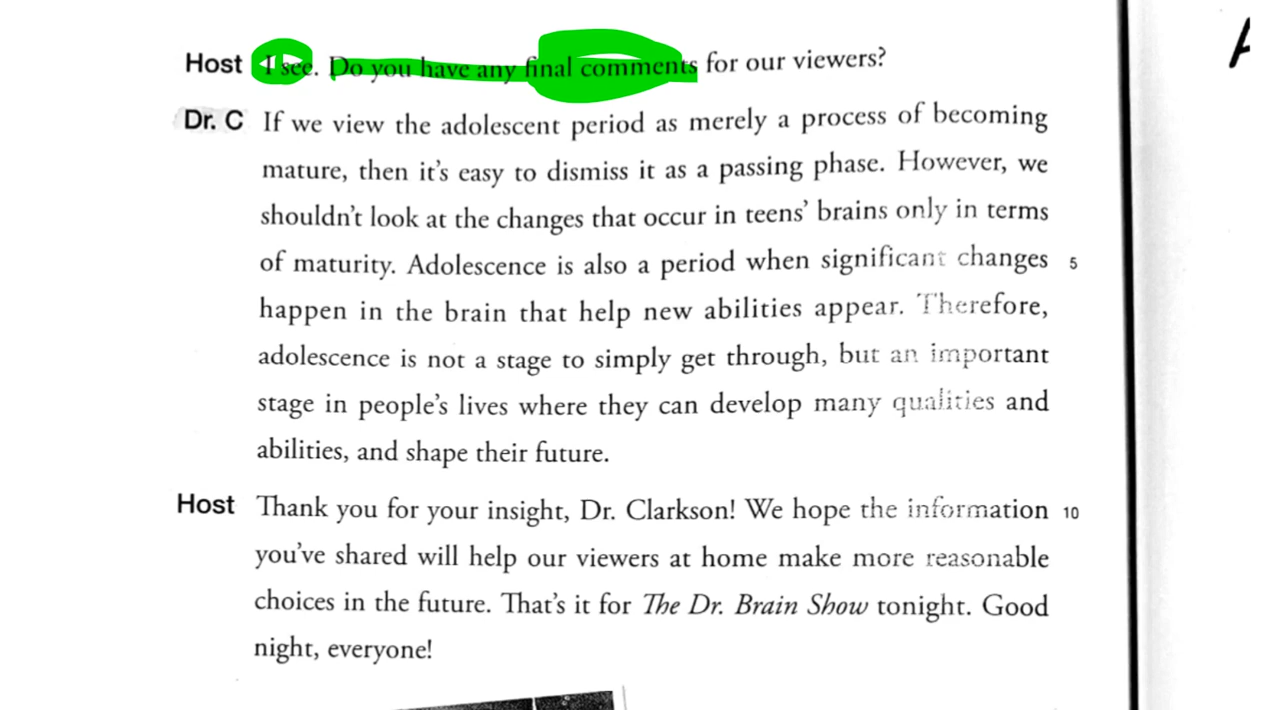 Host I see. Do you have any final comments for our viewers?
Dr. C If we view the adolescent period as merely a process of becoming
mature, then it's easy to dismiss it as a passing phase. However, we
shouldn't look at the changes that occur in teens' brains only in terms
of maturity. Adolescence is also a period when significant changes 5
happen in the brain that help new abilities appear. Therefore,
adolescence is not a stage to simply get through, but an important
stage in people's lives where they can develop many qualities and
abilities, and shape their future.
Host Thank you for your insight, Dr. Clarkson! We hope the information 10
you've shared will help our viewers at home make more reasonable
choices in the future. That's it for The Dr. Brain Show tonight. Good
night, everyone!